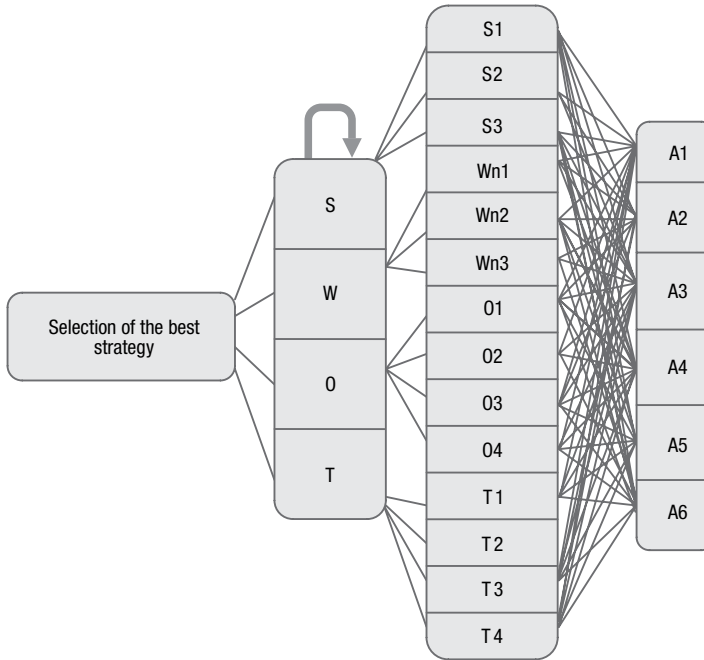 Selection of the best
strategy
S
W
O
T
S1
S2
S3
Wn1
Wn2
Wn3
O1
O2
O3
O4
T1
T2
T3
T4
A1
A2
A3
A4
A5
A6